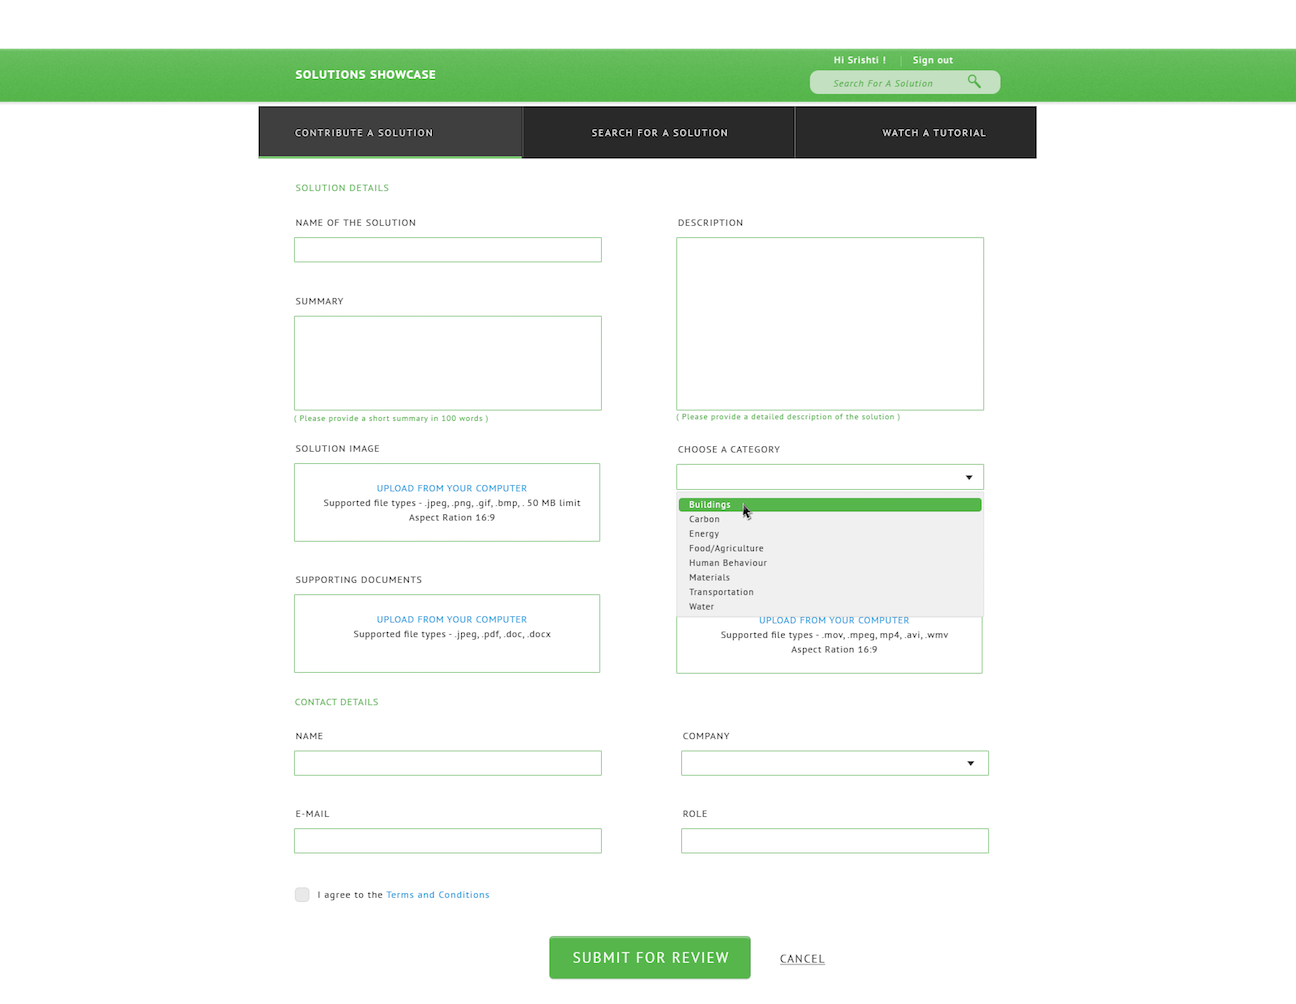 Hi Srishti !
Sign out
SOLUTIONS SHOWCASE
Search For A Solution
CONTRIBUTE A SOLUTION
SEARCH FOR A SOLUTION
WATCH A TUTORIAL
SOLUTION DETAILS
NAME OF THE SOLUTION
DESCRIPTION
SUMMARY
( Please provide a short summary in 100 words )
( Please provide a detailed description of the solution )
SOLUTION IMAGE
UPLOAD FROM YOUR COMPUTER
Supported file types - .jpeg, .png, .gif, .bmp, . 50 MB limit
Aspect Ration 16:9
CHOOSE A CATEGORY
Buildings
Carbon
Energy
Food/Agriculture
Human Behaviour
Materials
Transportation
Water
SUPPORTING DOCUMENTS
UPLOAD FROM YOUR COMPUTER
Supported file types - .jpeg, .pdf, .doc, .docx
UPLOAD FROM YOUR COMPUTER
Supported file types - .mov, .mpeg, mp4, .avi, .wmv
Aspect Ration 16:9
CONTACT DETAILS
NAME
COMPANY
E-MAIL
ROLE
I agree to the Terms and Conditions
SUBMIT FOR REVIEW
CANCEL